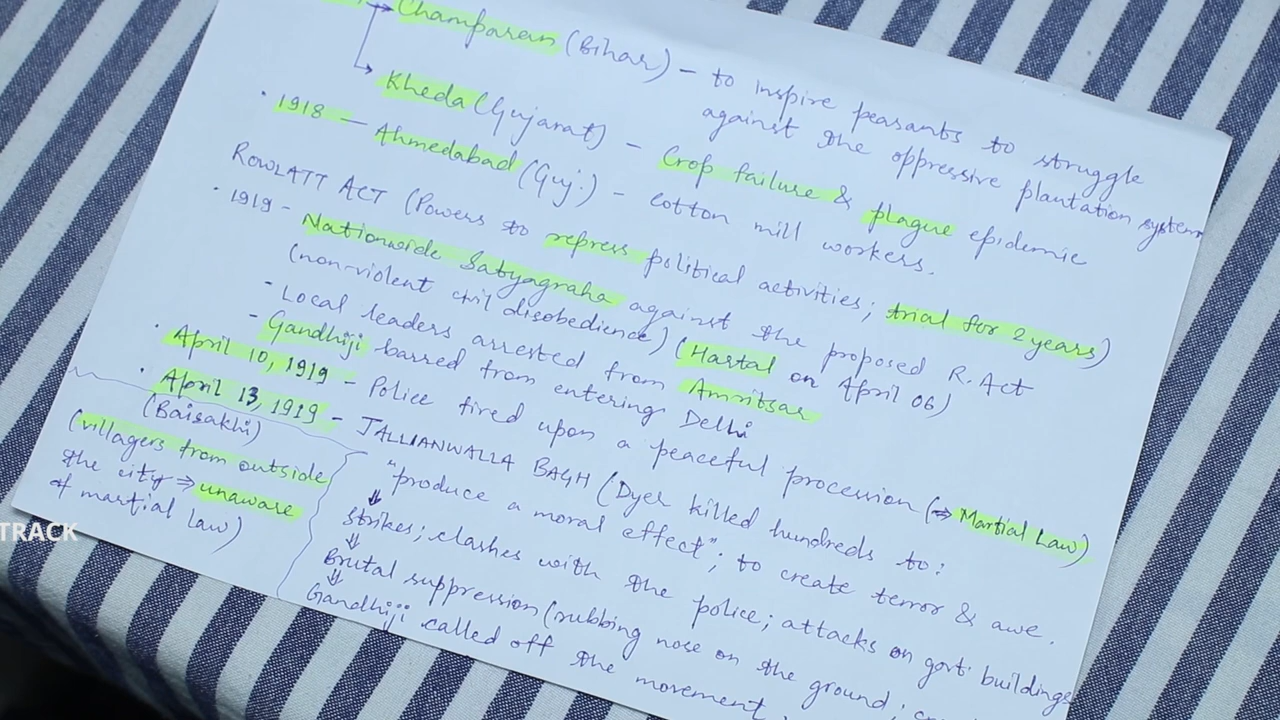 Champaran (Bihar) - to inspire peasants to struggle
against the oppressive plantation system
Kheda (Gujarat) - Crop failure & plague epidemic
· 1918 - Ahmedabad (Guj.) - cotton mill workers.
ROWLATT ACT (Powers to repress political activities; trial for 2 years)
· 1919 - Nationwide Satyagraha against the proposed R. Act
(non-violent civil disobedience) (Hartal on April 06)
- Local leaders arrested from Amritsar
- Gandhiji barred from entering Delhi
· April 10, 1919 - Police fired upon a peaceful procession (⇒ Martial Law)
· April 13, 1919 - JALLIANWALLA BAGH (Dyer killed hundreds to:
(Baisakhi)
"produce a moral effect"; to create terror & awe.
(villagers from outside
the city ⇒ unaware
of martial law)
Strikes; clashes with the police; attacks on govt. buildings
Brutal suppression (rubbing nose on the ground;
Gandhiji called off the movement
TRACK